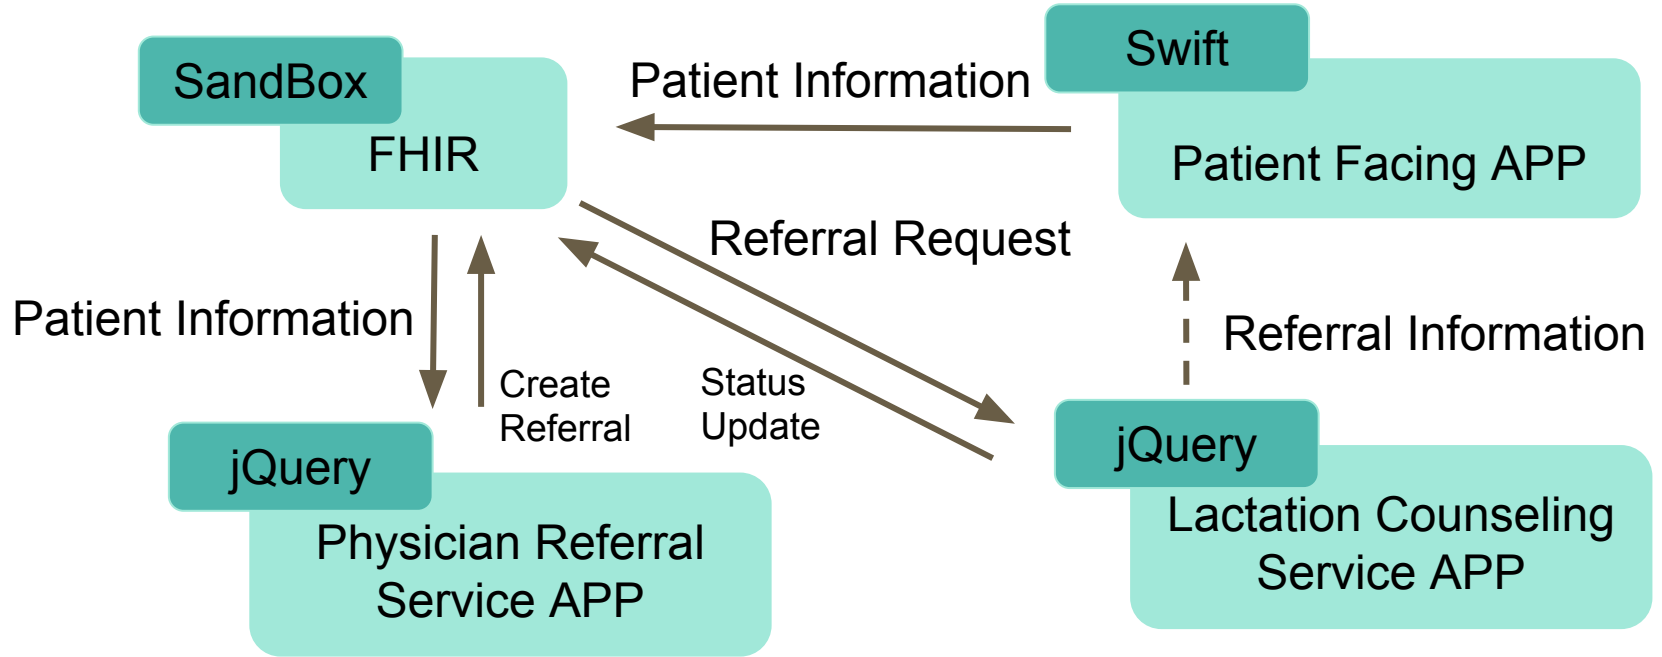 SandBox
FHIR
Patient Information
Swift
Patient Facing APP
Referral Request
Patient Information
Create
Referral
Status
Update
Referral Information
jQuery
Physician Referral
Service APP
jQuery
Lactation Counseling
Service APP